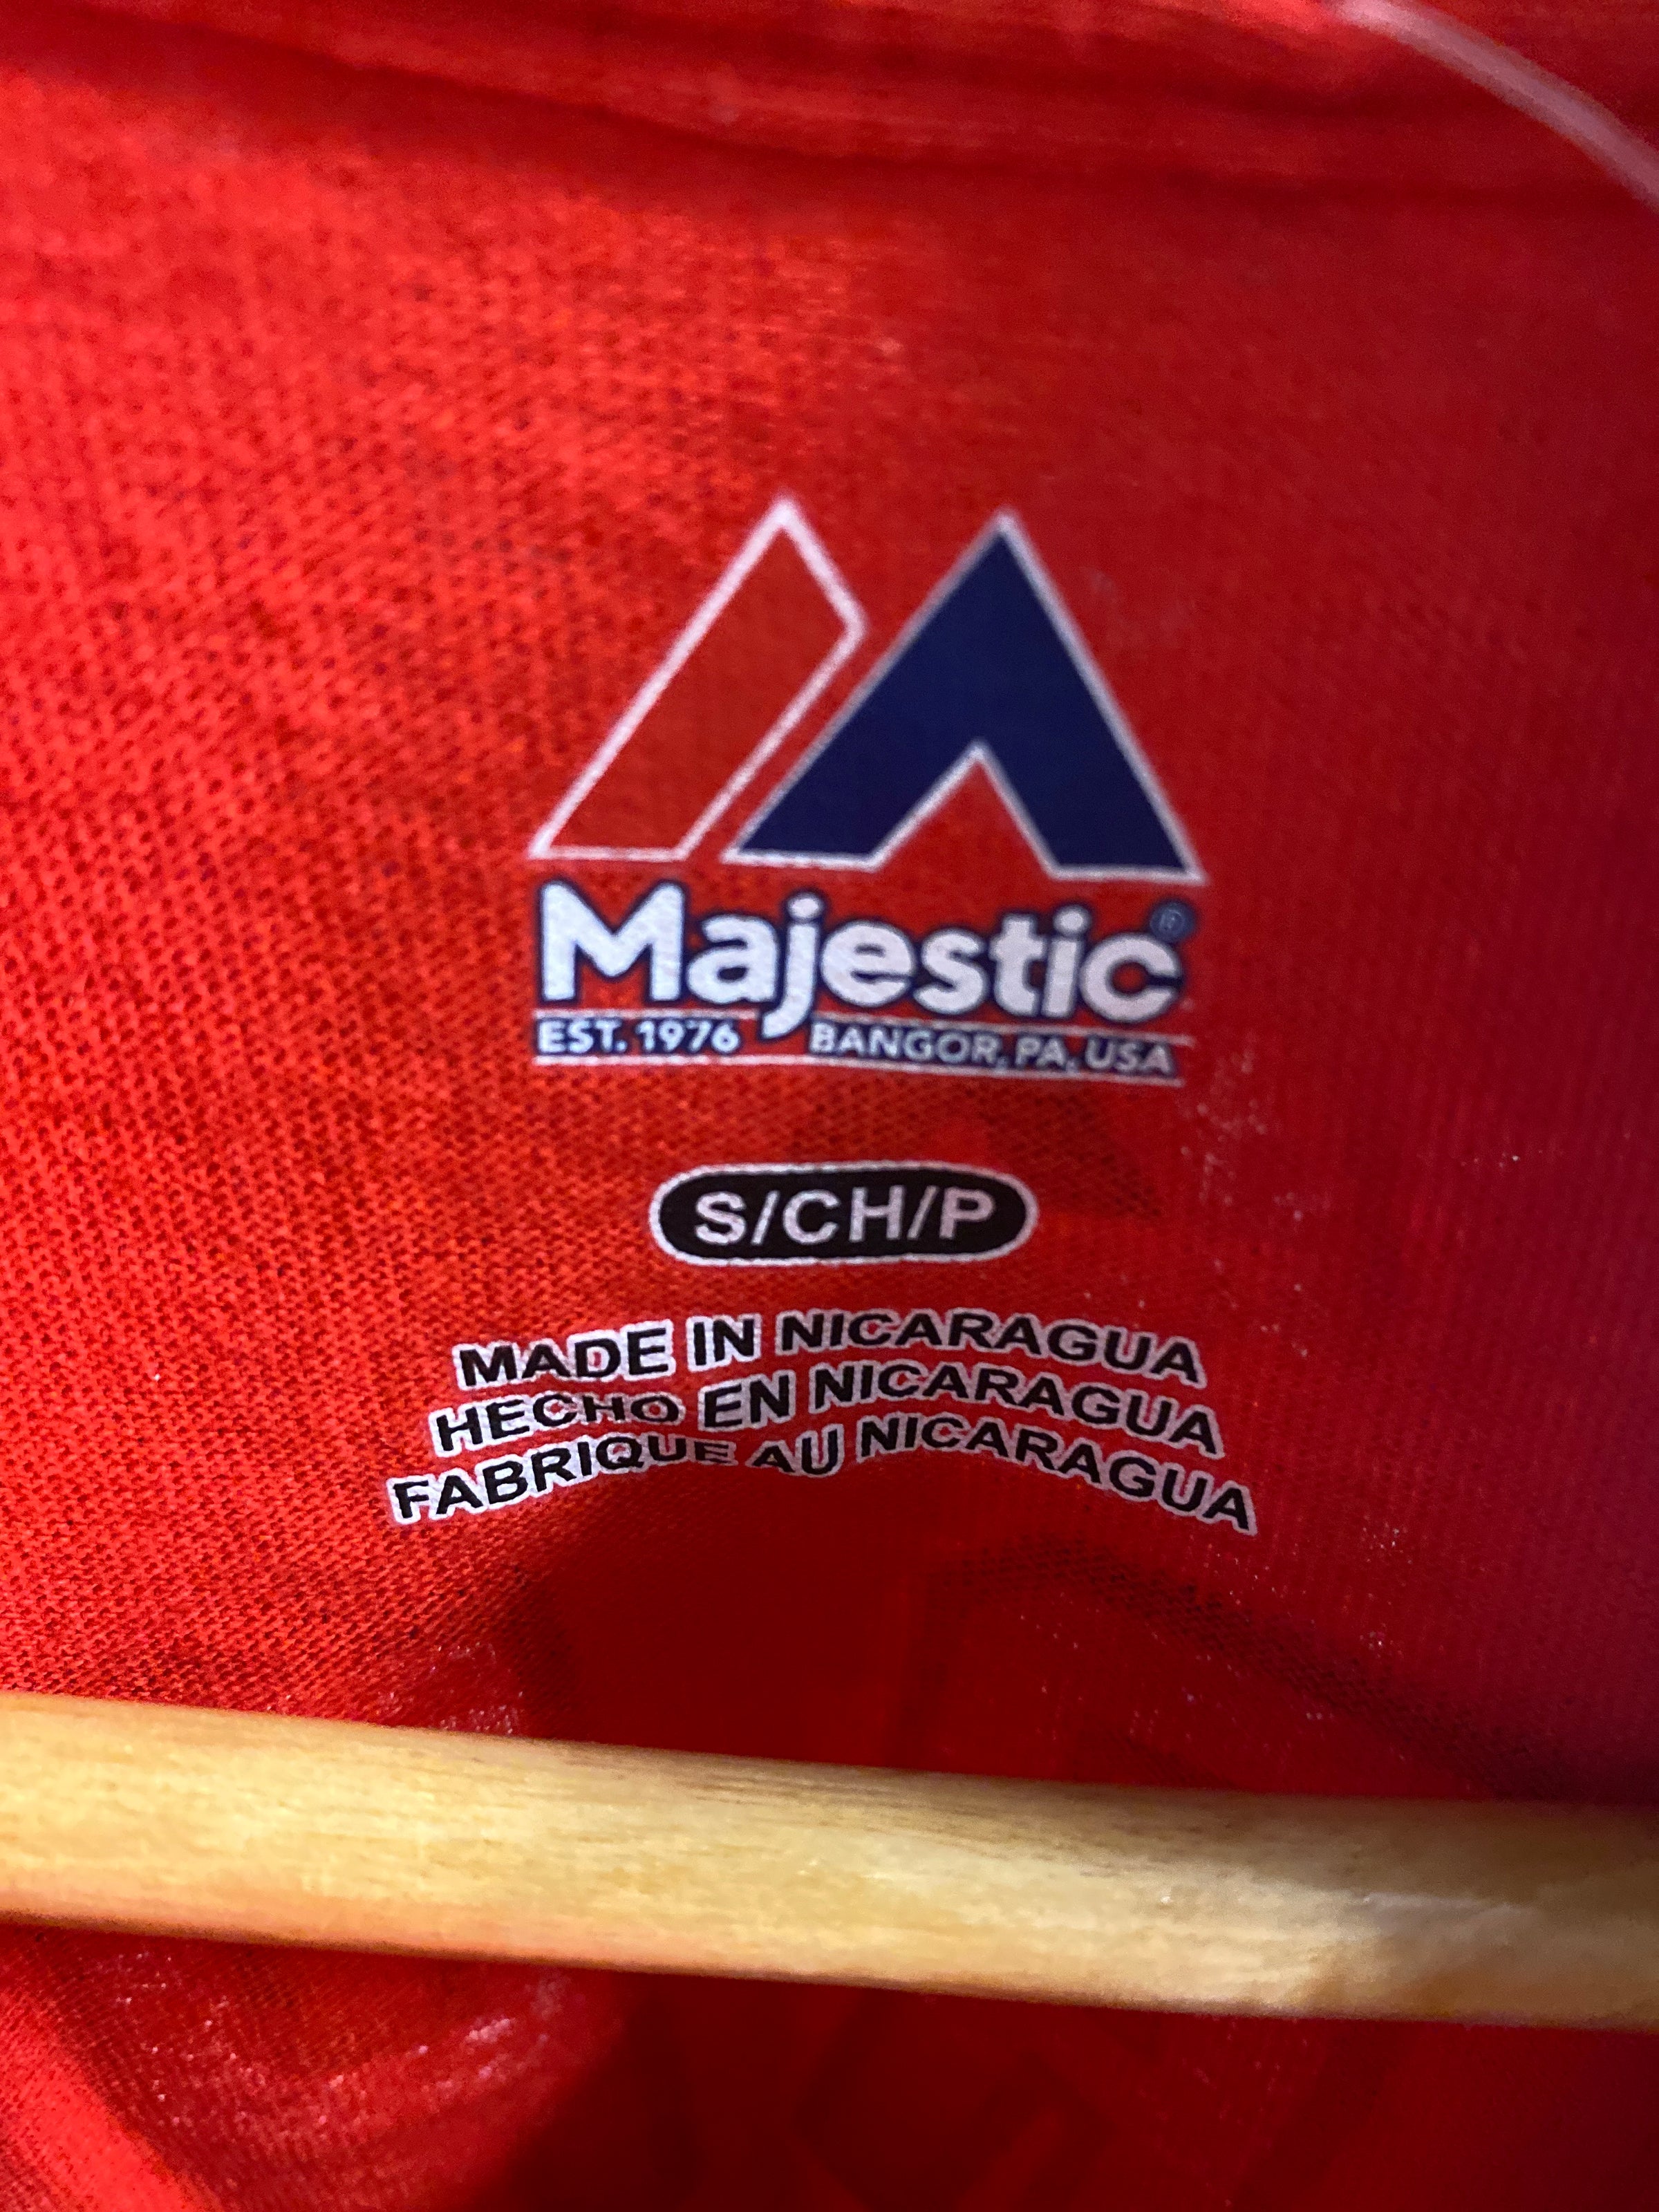 Majestic®
EST. 1976 BANGOR, PA, USA
S/CH/P
MADE IN NICARAGUA
HECHO EN NICARAGUA
FABRIQUE AU NICARAGUA